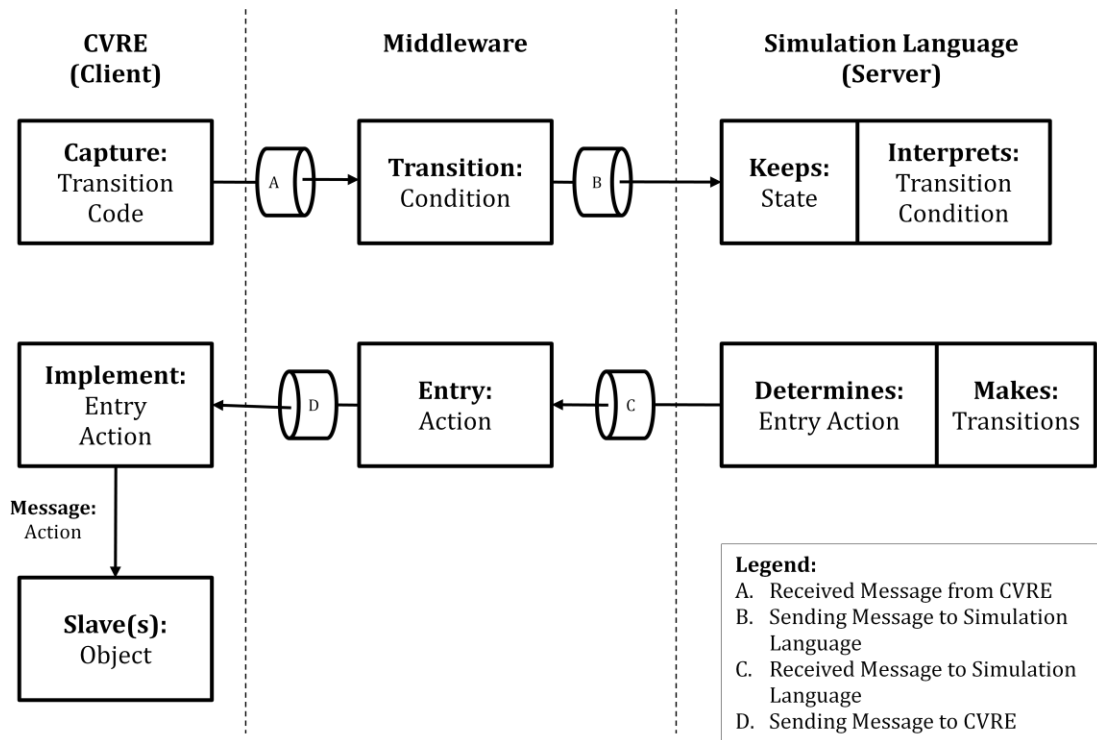 CVRE
(Client)
Middleware
Simulation Language
(Server)
Capture:
Transition
Code
A
Transition:
Condition
B
Keeps:
State
Interprets:
Transition
Condition
Implement:
Entry
Action
D
Entry:
Action
C
Determines:
Entry Action
Makes:
Transitions
Message:
Action
Slave(s):
Object
Legend:
A. Received Message from CVRE
B. Sending Message to Simulation
Language
C. Received Message to Simulation
Language
D. Sending Message to CVRE